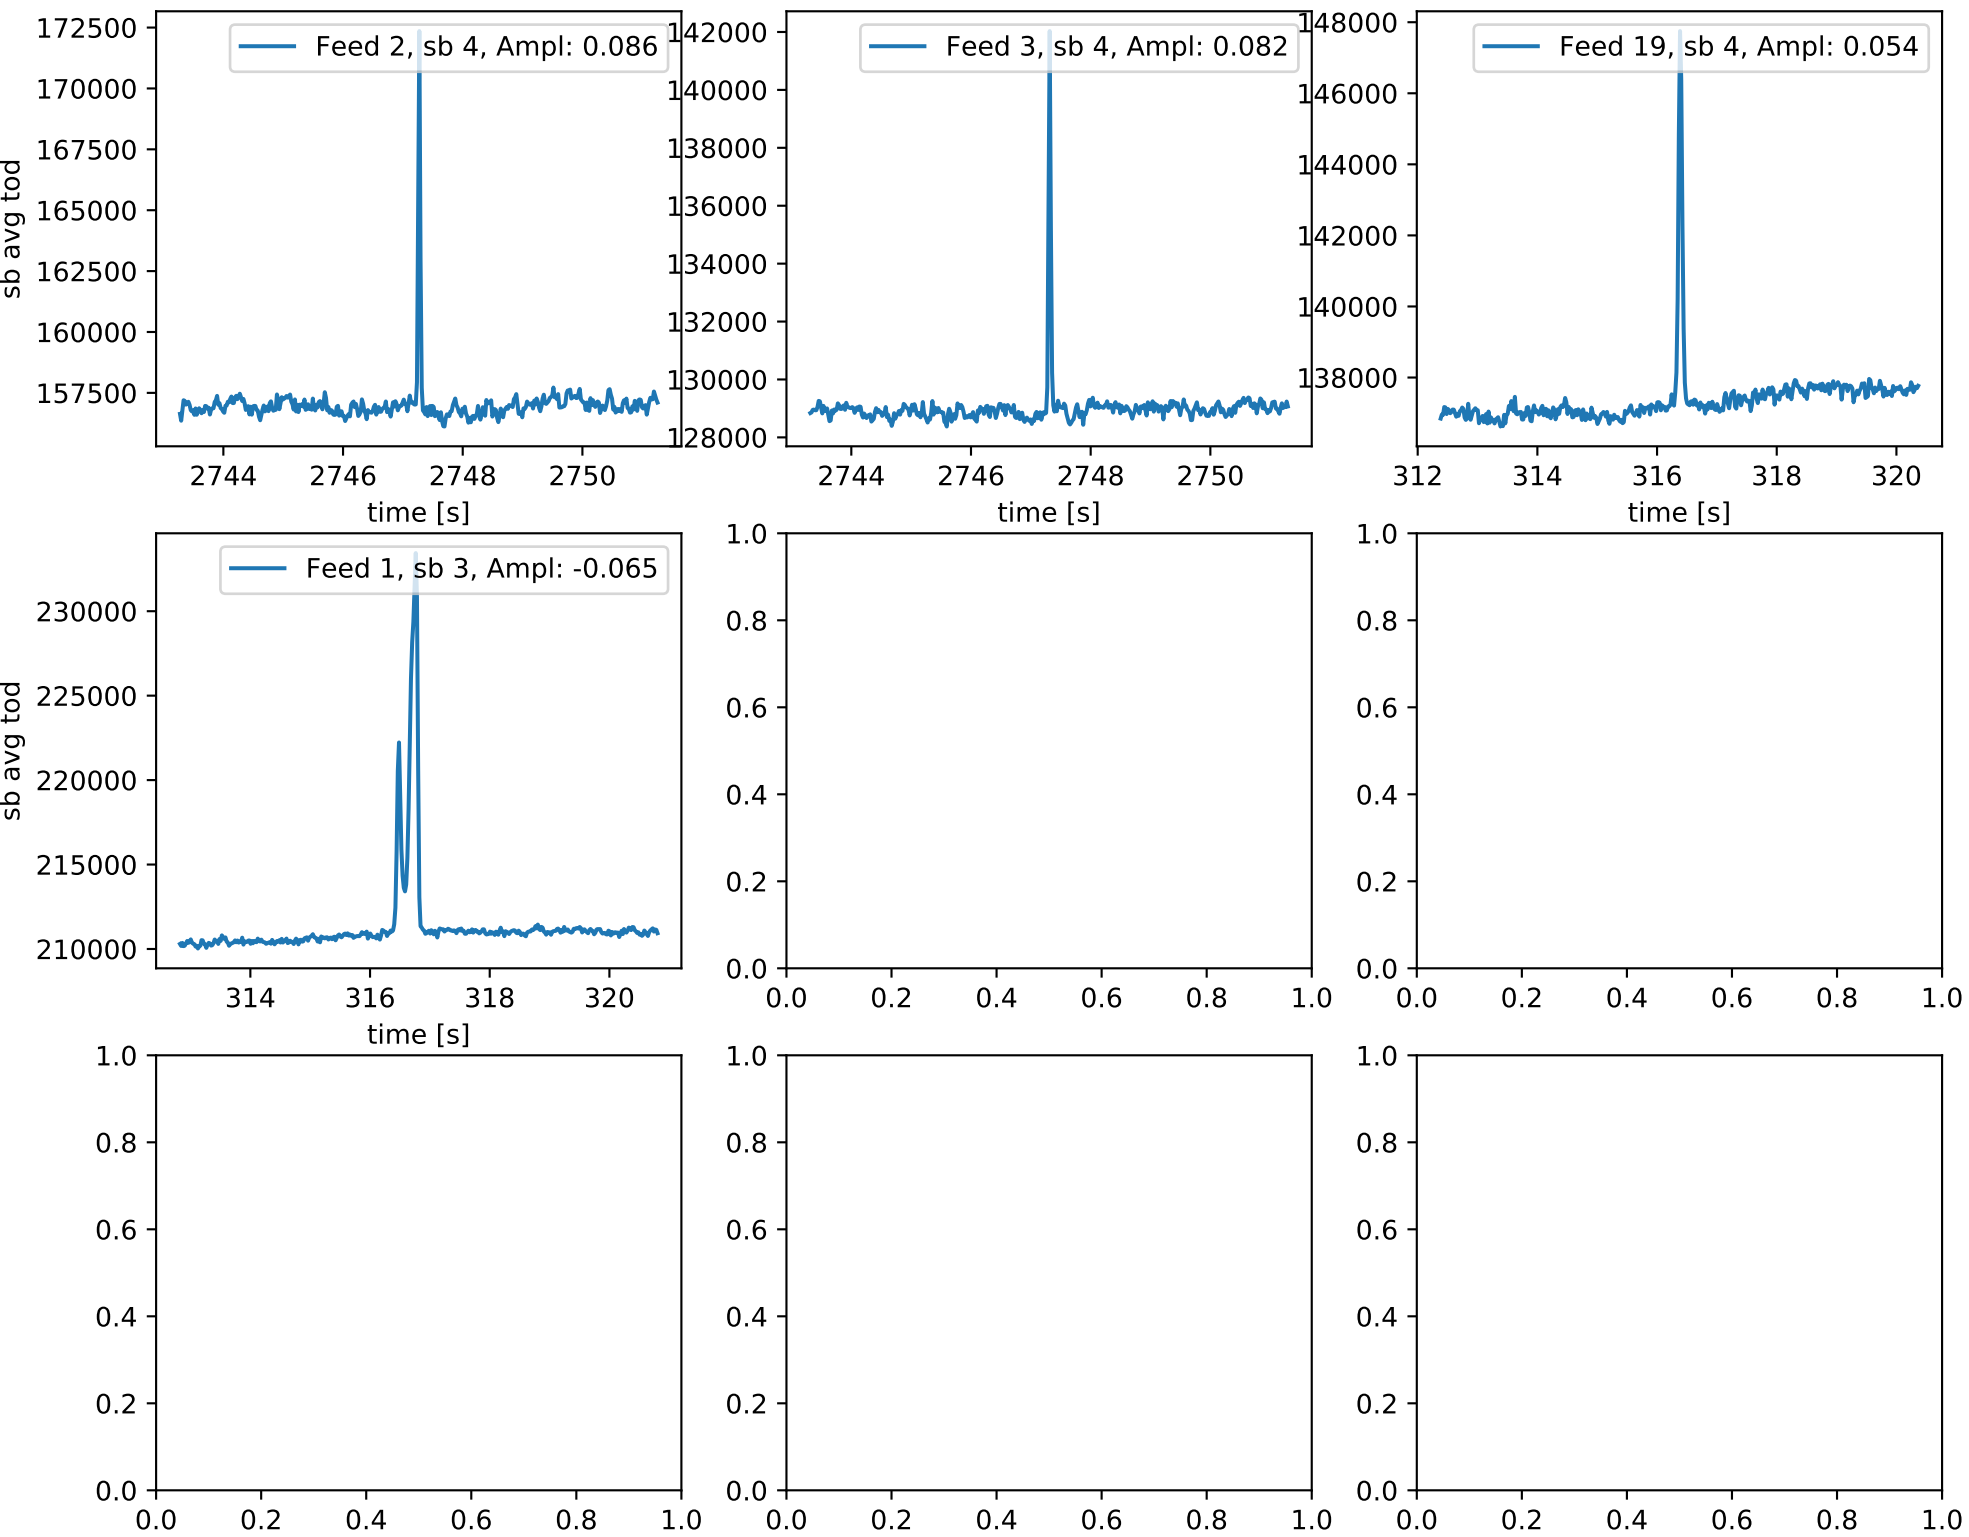 172500
170000
167500
165000
162500
160000
157500
sb avg tod
Feed 2, sb 4, Ampl: 0.086
2744 2746 2748 2750
time [s]
142000
140000
138000
136000
134000
132000
130000
128000
Feed 3, sb 4, Ampl: 0.082
2744 2746 2748 2750
time [s]
148000
146000
144000
142000
140000
138000
Feed 19, sb 4, Ampl: 0.054
312 314 316 318 320
time [s]
230000
225000
220000
215000
210000
sb avg tod
Feed 1, sb 3, Ampl: -0.065
314 316 318 320
time [s]
1.0
0.8
0.6
0.4
0.2
0.0
0.0 0.2 0.4 0.6 0.8 1.0
1.0
0.8
0.6
0.4
0.2
0.0
0.0 0.2 0.4 0.6 0.8 1.0
1.0
0.8
0.6
0.4
0.2
0.0
0.0 0.2 0.4 0.6 0.8 1.0
1.0
0.8
0.6
0.4
0.2
0.0
0.0 0.2 0.4 0.6 0.8 1.0
1.0
0.8
0.6
0.4
0.2
0.0
0.0 0.2 0.4 0.6 0.8 1.0